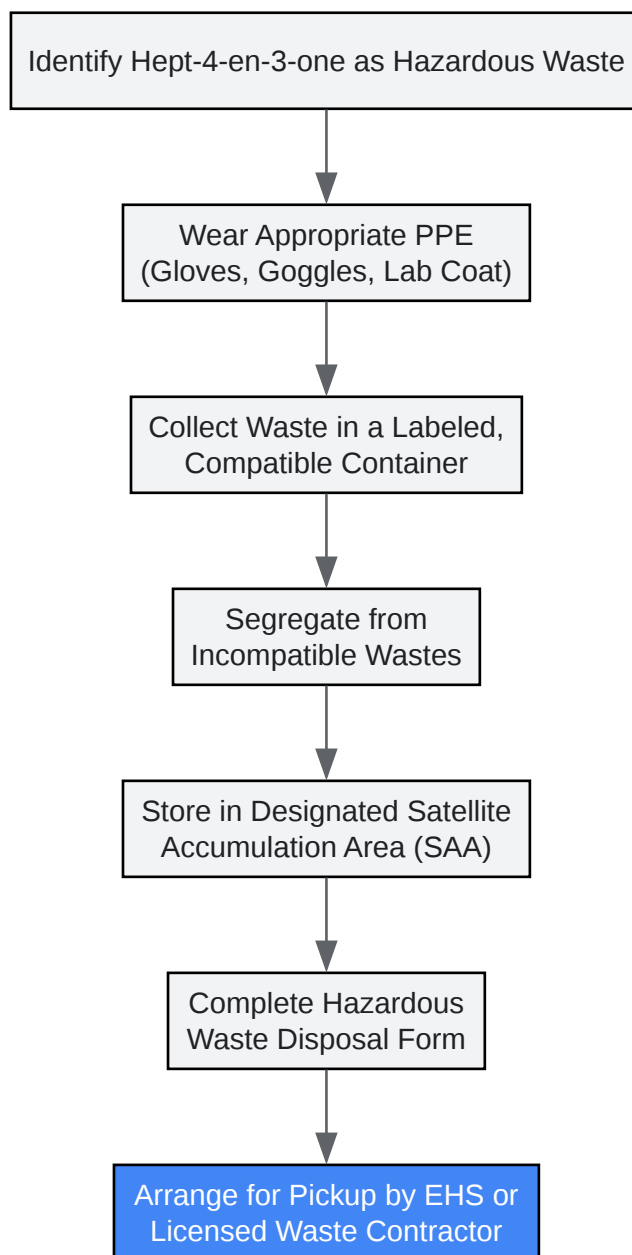 Identify Hept-4-en-3-one as Hazardous Waste
Wear Appropriate PPE
(Gloves, Goggles, Lab Coat)
Collect Waste in a Labeled,
Compatible Container
Segregate from
Incompatible Wastes
Store in Designated Satellite
Accumulation Area (SAA)
Complete Hazardous
Waste Disposal Form
Arrange for Pickup by EHS or
Licensed Waste Contractor